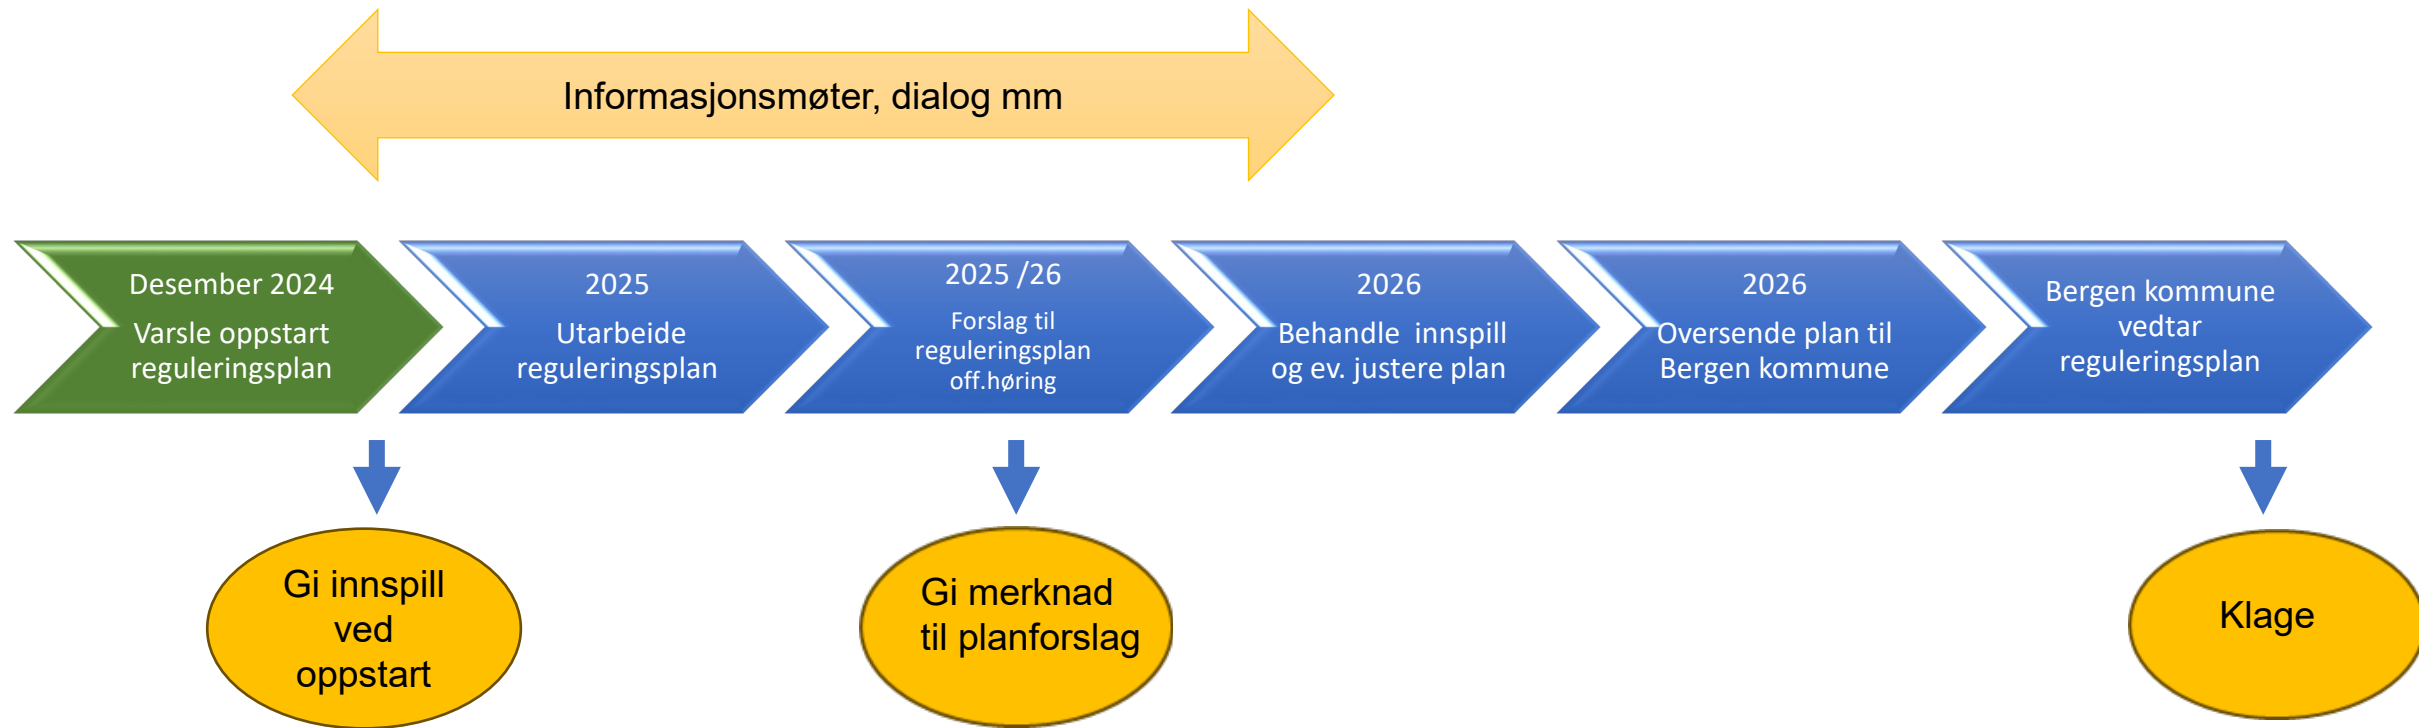 Informasjonsmøter, dialog mm
Desember 2024
Varsle oppstart
reguleringsplan
2025
Utarbeide
reguleringsplan
2025 /26
Forslag til
reguleringsplan
off.høring
2026
Behandle  innspill
og ev. justere plan
2026
Oversende plan til
Bergen kommune
Bergen kommune
vedtar
reguleringsplan
Gi innspill
ved
oppstart
Gi merknad
til planforslag
Klage